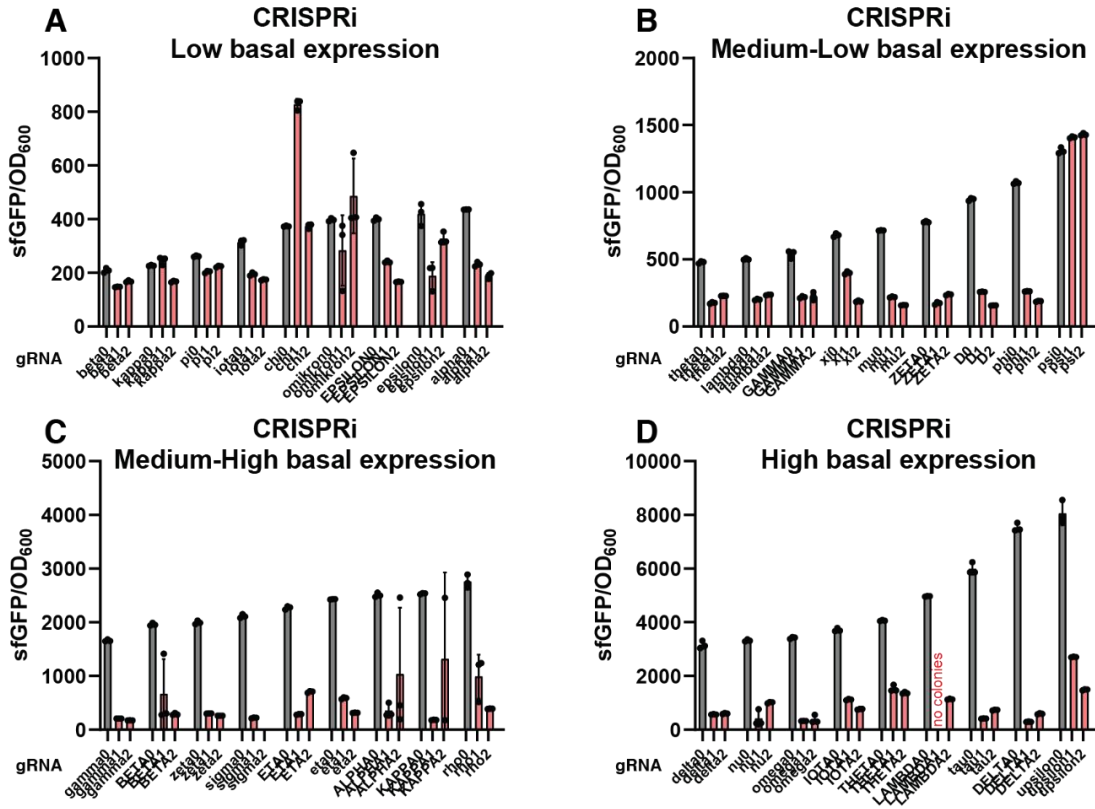 A
CRISPRi
Low basal expression
sfGFP/OD600
1000
800
600
400
200
0
gRNA
beta0
beta1
beta2
kappa0
kappa1
kappa2
pi0
pi1
pi2
iota0
iota1
iota2
chi0
chi1
chi2
omikron0
omikron1
omikron2
EPSILON0
EPSILON1
EPSILON2
epsilon0
epsilon1
epsilon2
alpha0
alpha1
alpha2
B
CRISPRi
Medium-Low basal expression
sfGFP/OD600
2000
1500
1000
500
0
gRNA
theta0
theta1
theta2
lambda0
lambda1
lambda2
GAMMA0
GAMMA1
GAMMA2
xi0
xi1
xi2
mu0
mu1
mu2
ZETA0
ZETA1
ZETA2
D0
D1
D2
phi0
phi1
phi2
psi0
psi1
psi2
C
CRISPRi
Medium-High basal expression
sfGFP/OD600
5000
4000
3000
2000
1000
0
gRNA
gamma0
gamma1
gamma2
BETA0
BETA1
BETA2
zeta0
zeta1
zeta2
sigma0
sigma1
sigma2
ETA0
ETA1
ETA2
eta0
eta1
eta2
ALPHA0
ALPHA1
ALPHA2
KAPPA0
KAPPA1
KAPPA2
rho0
rho1
rho2
D
CRISPRi
High basal expression
sfGFP/OD600
10000
8000
6000
4000
2000
0
no colonies
gRNA
delta0
delta1
delta2
nu0
nu1
nu2
omega0
omega1
omega2
IOTA0
IOTA1
IOTA2
THETA0
THETA1
THETA2
LAMBDA0
LAMBDA1
LAMBDA2
tau0
tau1
tau2
DELTA0
DELTA1
DELTA2
upsilon0
upsilon1
upsilon2